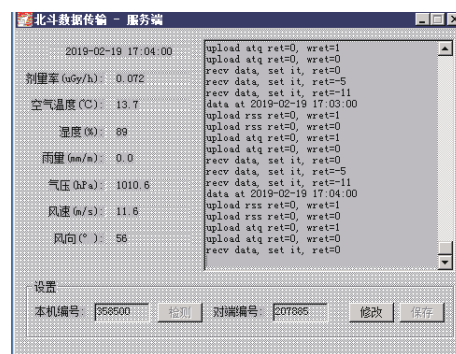 北斗数据传输 - 服务端
2019-02-19 17:04:00
剂量率(uGy/h): 0.072
空气温度(℃): 13.7
湿度(%): 89
雨量(mm/m): 0.0
气压(hPa): 1010.6
风速(m/s): 11.6
风向(° ): 56
upload atq ret=0, wret=1
upload atq ret=0, wret=0
recv data, set it, ret=0
recv data, set it, ret=-5
recv data, set it, ret=-11
data at 2019-02-19 17:03:00
upload rss ret=0, wret=1
upload rss ret=0, wret=0
upload atq ret=0, wret=1
upload atq ret=0, wret=0
recv data, set it, ret=0
recv data, set it, ret=-5
recv data, set it, ret=-11
data at 2019-02-19 17:04:00
upload rss ret=0, wret=1
upload rss ret=0, wret=0
upload atq ret=0, wret=1
upload atq ret=0, wret=0
recv data, set it, ret=0
设置
本机编号: 358500 检测 对端编号: 207885 修改 保存